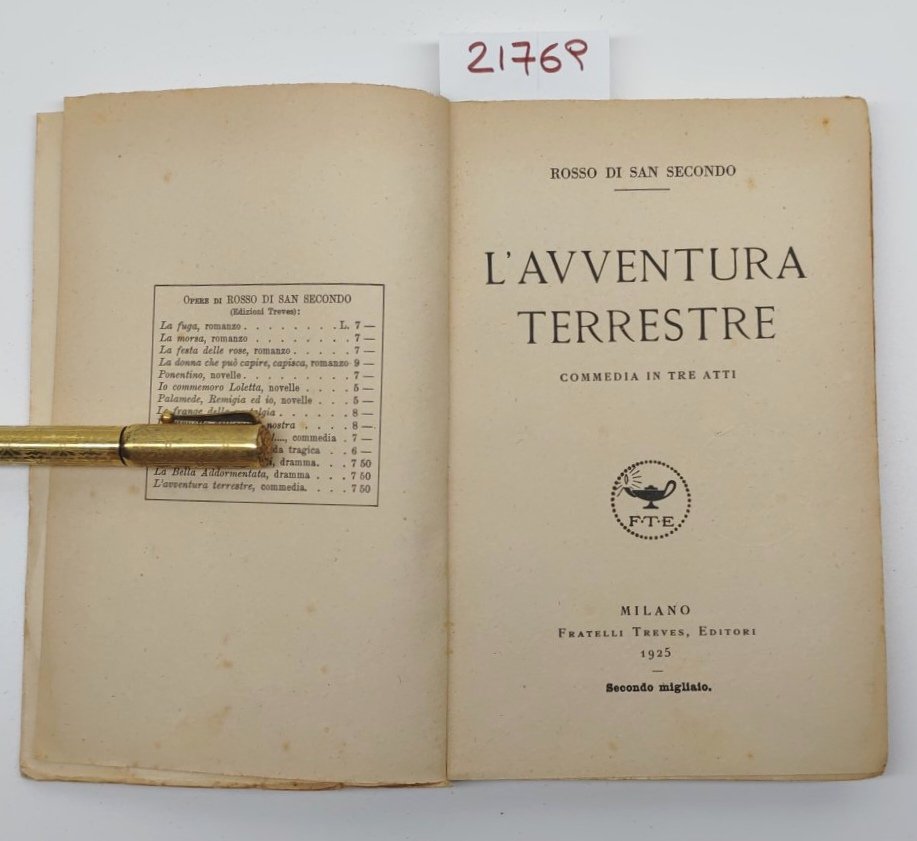 21769
OPERE DI ROSSO DI SAN SECONDO
(Edizioni Treves):
La fuga, romanzo . . . . . . . . L. 7 —
La morsa, romanzo . . . . . . . . 7 —
La festa delle rose, romanzo . . . . . 7 —
La donna che può capire, capisca, romanzo 9 —
Ponentino, novelle . . . . . . . . 7 —
Io commemoro Loletta, novelle . . . . 5 —
Palamede, Remigia ed io, novelle . . . 5 —
Le frange della nostalgia . . . . . . 8 —
nostra . . . . 8 —
commedia . 7 —
tragica . . 6 —
dramma. . . 7 50
La Bella Addormentata, dramma . . . 7 50
L'avventura terrestre, commedia. . . . 7 50
ROSSO DI SAN SECONDO
L'AVVENTURA
TERRESTRE
COMMEDIA IN TRE ATTI
F·T·E
MILANO
FRATELLI TREVES, EDITORI
1925
Secondo migliaio.